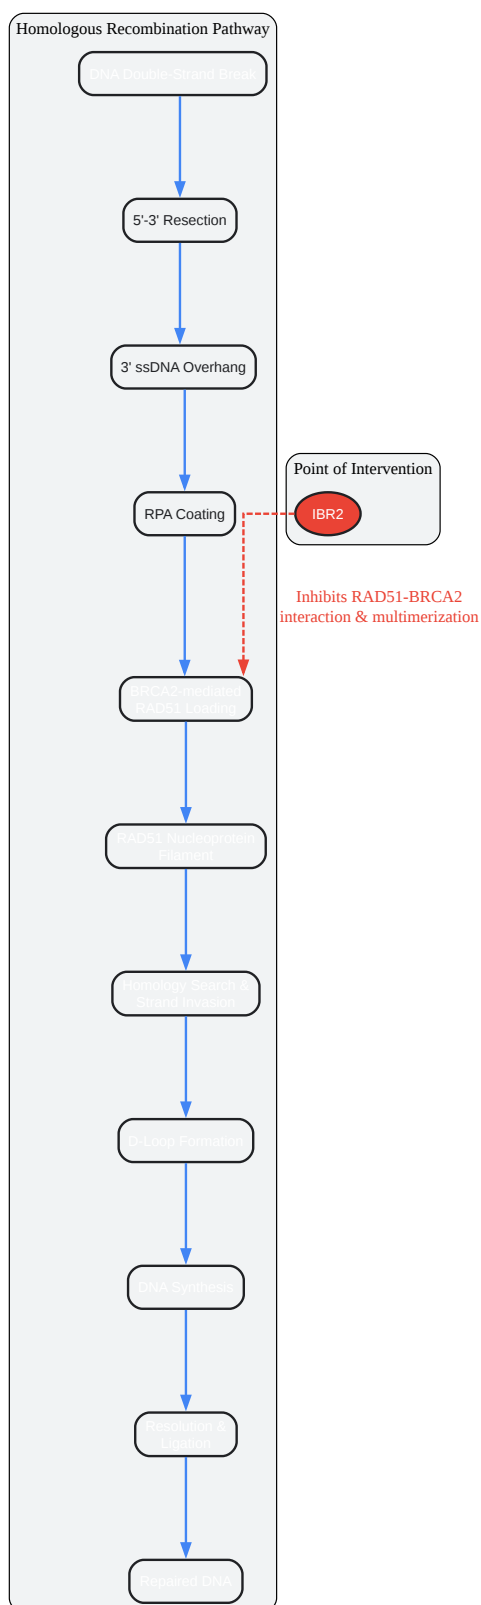 Homologous Recombination Pathway
DNA Double-Strand Break
5'-3' Resection
3' ssDNA Overhang
RPA Coating
Point of Intervention
IBR2
Inhibits RAD51-BRCA2
interaction & multimerization
BRCA2-mediated
RAD51 Loading
RAD51 Nucleoprotein
Filament
Homology Search &
Strand Invasion
D-Loop Formation
DNA Synthesis
Resolution &
Ligation
Repaired DNA